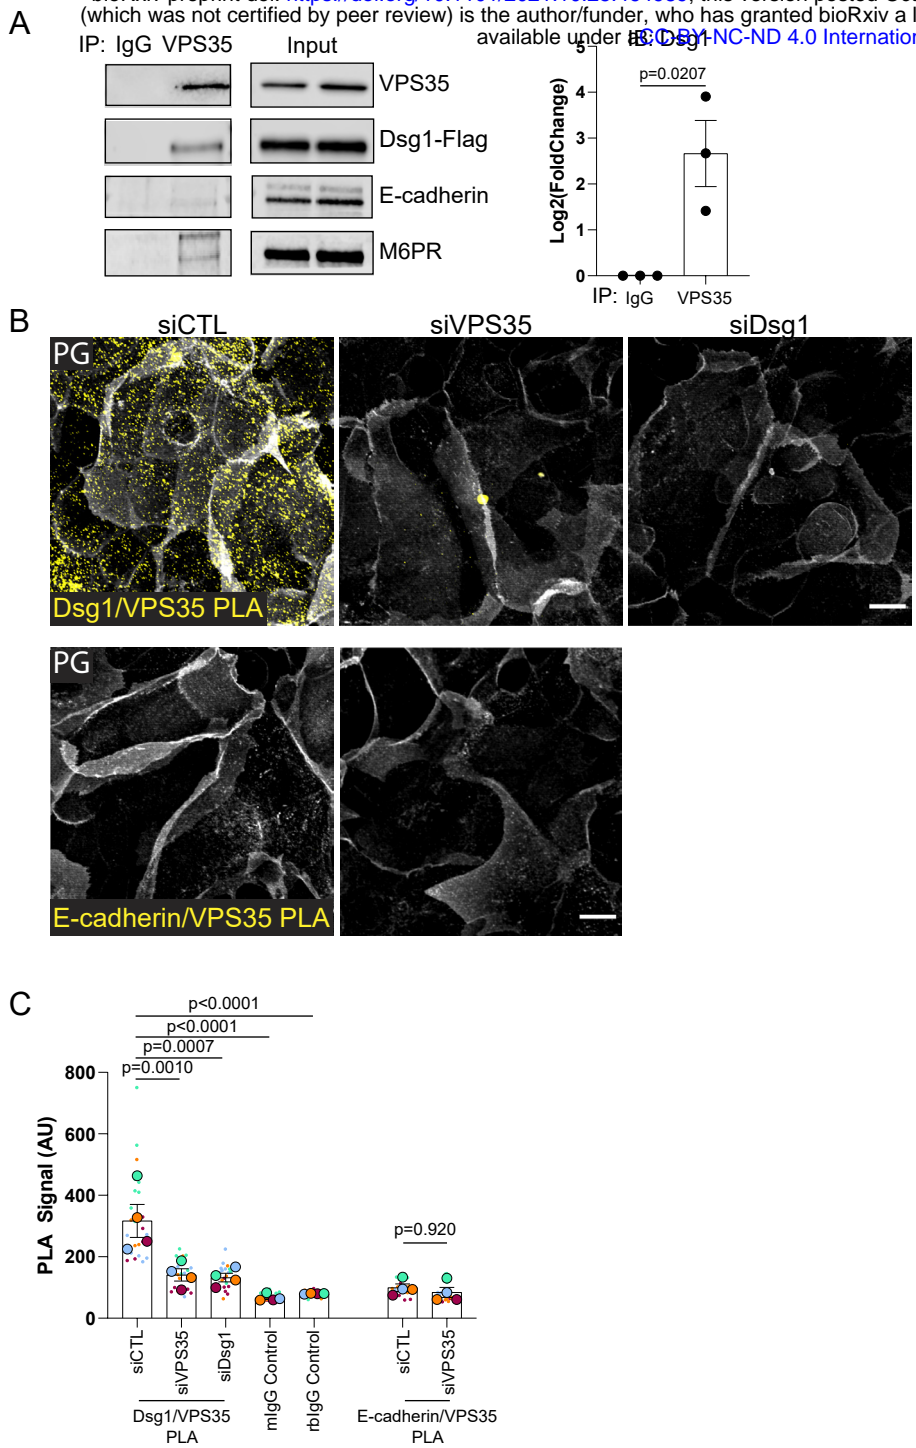 (which was not certified by peer review) is the author/funder, who has granted bioRxiv a
available under
CC-BY-NC-ND 4.0 Internation
A
IP: IgG VPS35
Input
VPS35
Dsg1-Flag
E-cadherin
M6PR
IB: Dsg1
p=0.0207
Log2(FoldChange)
5
4
3
2
1
0
IP: IgG VPS35
B
siCTL siVPS35 siDsg1
PG
Dsg1/VPS35 PLA
PG
E-cadherin/VPS35 PLA
C
p<0.0001
p<0.0001
p=0.0007
p=0.0010
p=0.920
PLA Signal (AU)
800
600
400
200
0
siCTL
siVPS35
siDsg1
mIgG Control
rbIgG Control
siCTL
siVPS35
Dsg1/VPS35
PLA
E-cadherin/VPS35
PLA